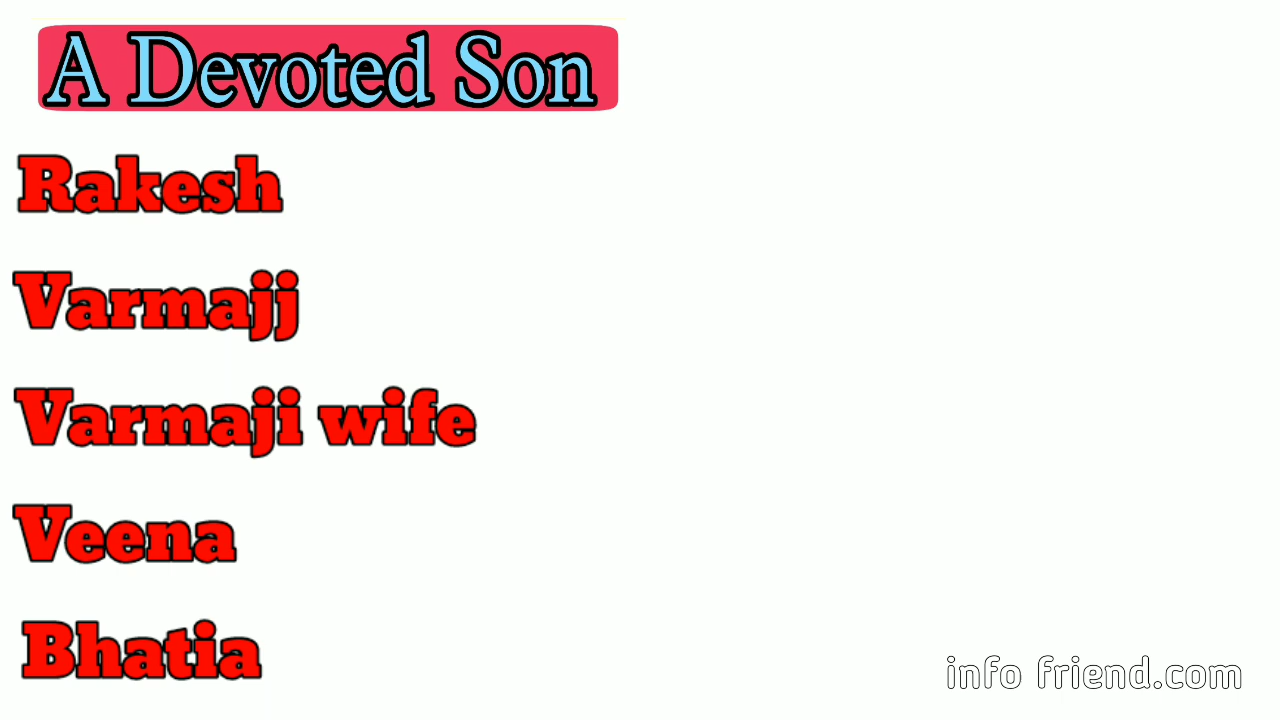 A Devoted Son
Rakesh
Varmajj
Varmaji wife
Veena
Bhatia
info friend.com